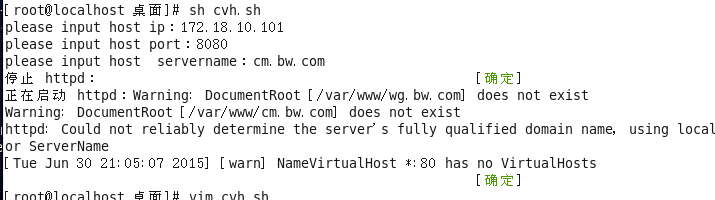 [root@localhost 桌面]# sh cvh.sh
please input host ip：172.18.10.101
please input host port：8080
please input host  servername：cm.bw.com
停止 httpd： [确定]
正在启动 httpd：Warning: DocumentRoot [/var/www/wg.bw.com] does not exist
Warning: DocumentRoot [/var/www/cm.bw.com] does not exist
httpd: Could not reliably determine the server's fully qualified domain name, using local
or ServerName
[Tue Jun 30 21:05:07 2015] [warn] NameVirtualHost *:80 has no VirtualHosts
[确定]
[root@localhost 桌面]# vim cvh.sh